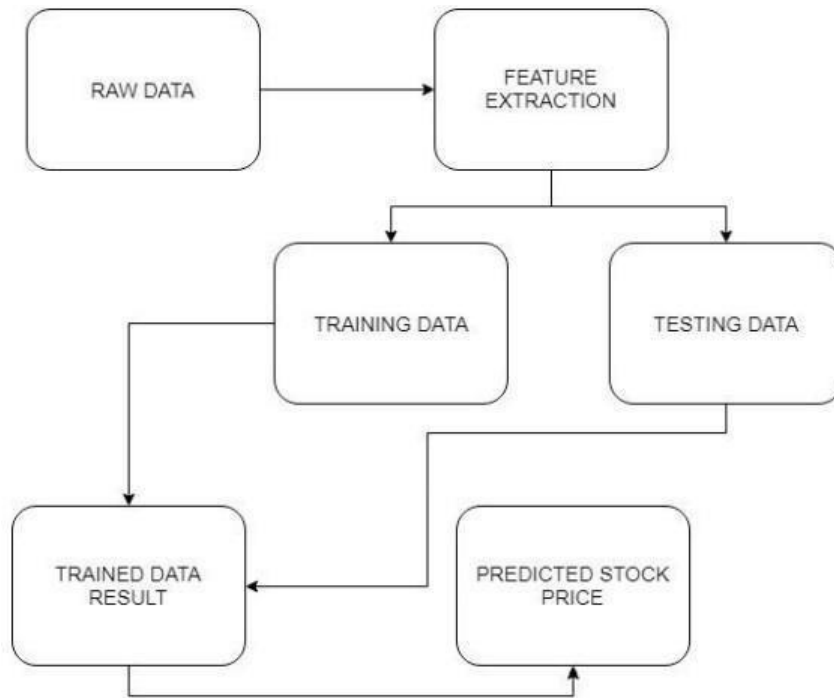 RAW DATA
FEATURE
EXTRACTION
TRAINING DATA
TESTING DATA
TRAINED DATA
RESULT
PREDICTED STOCK
PRICE